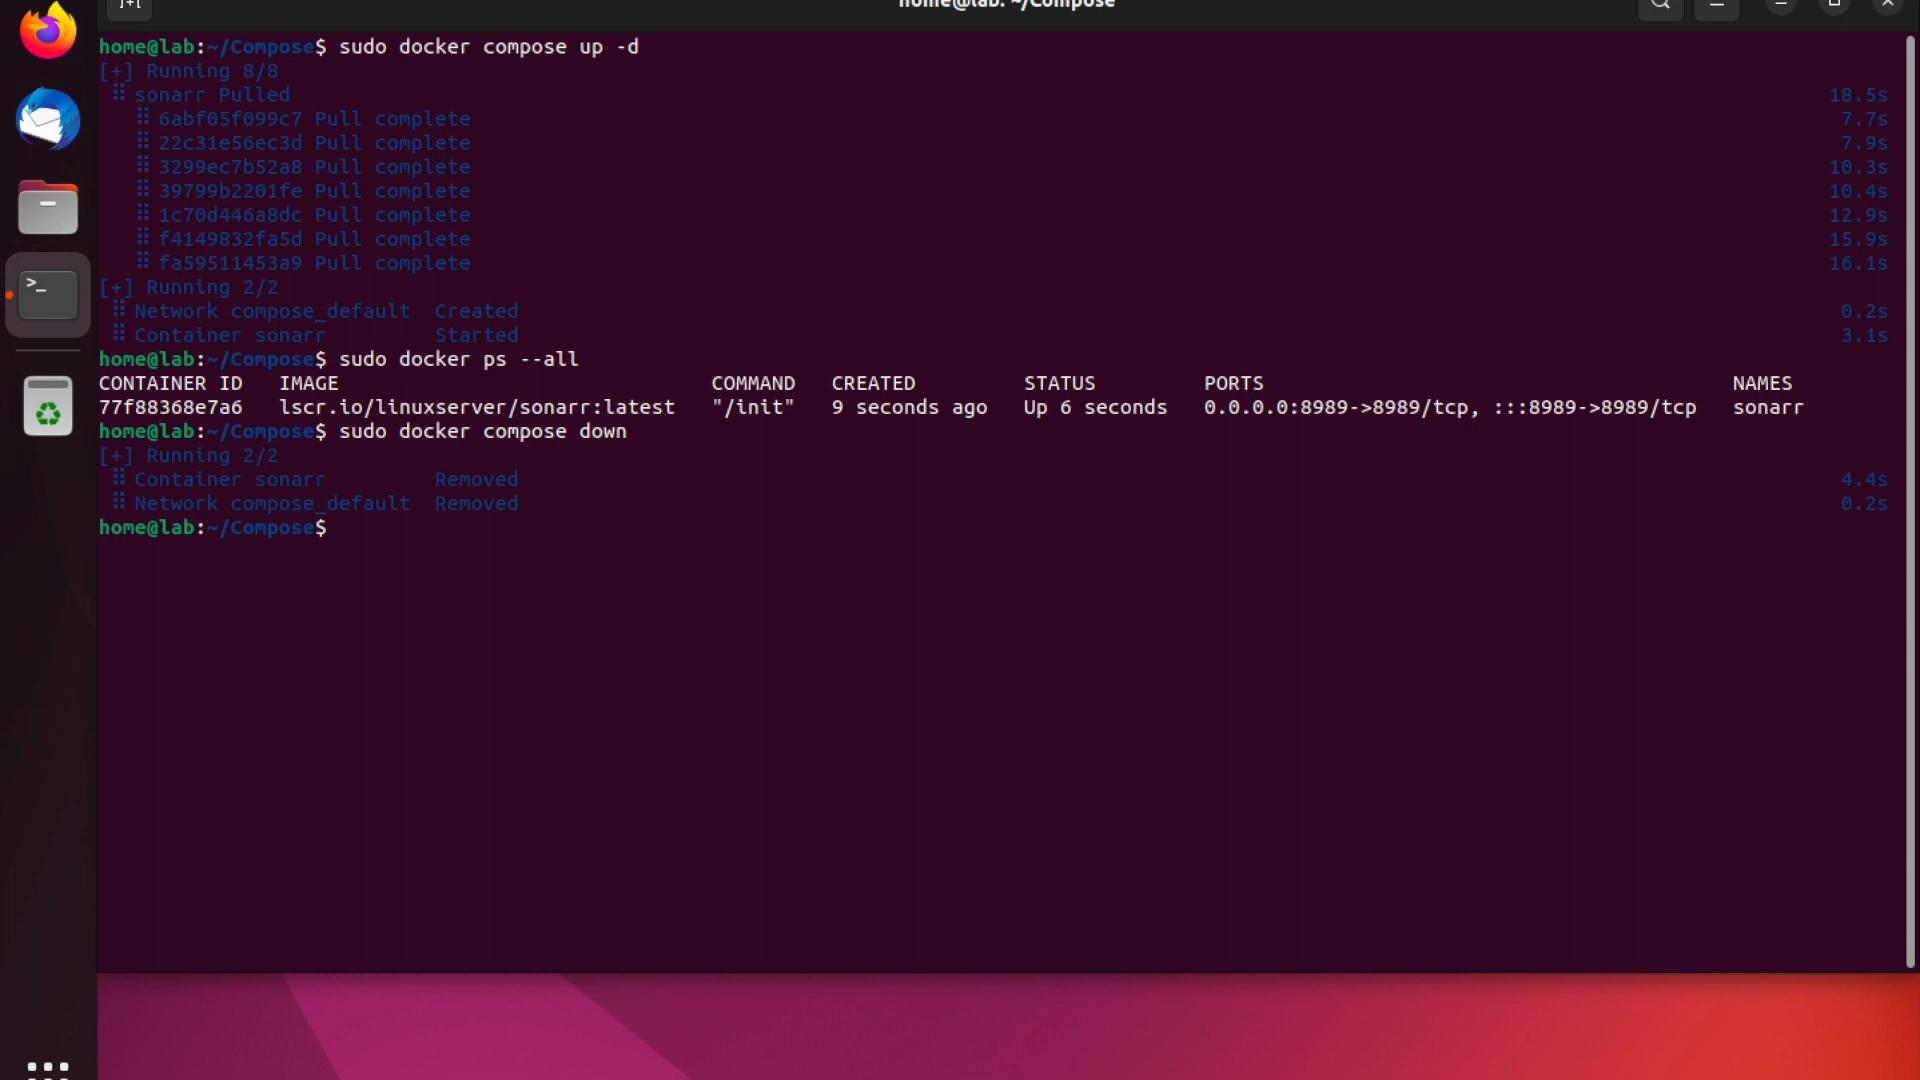 home@lab: ~/Compose
home@lab:~/Compose$ sudo docker compose up -d
[+] Running 8/8
⠿ sonarr Pulled 18.5s
⠿ 6abf05f099c7 Pull complete 7.7s
⠿ 22c31e56ec3d Pull complete 7.9s
⠿ 3299ec7b52a8 Pull complete 10.3s
⠿ 39799b2201fe Pull complete 10.4s
⠿ 1c70d446a8dc Pull complete 12.9s
⠿ f4149832fa5d Pull complete 15.9s
⠿ fa59511453a9 Pull complete 16.1s
[+] Running 2/2
⠿ Network compose_default Created 0.2s
⠿ Container sonarr Started 3.1s
home@lab:~/Compose$ sudo docker ps --all
CONTAINER ID IMAGE COMMAND CREATED STATUS PORTS NAMES
77f88368e7a6 lscr.io/linuxserver/sonarr:latest "/init" 9 seconds ago Up 6 seconds 0.0.0.0:8989->8989/tcp, :::8989->8989/tcp sonarr
home@lab:~/Compose$ sudo docker compose down
[+] Running 2/2
⠿ Container sonarr Removed 4.4s
⠿ Network compose_default Removed 0.2s
home@lab:~/Compose$